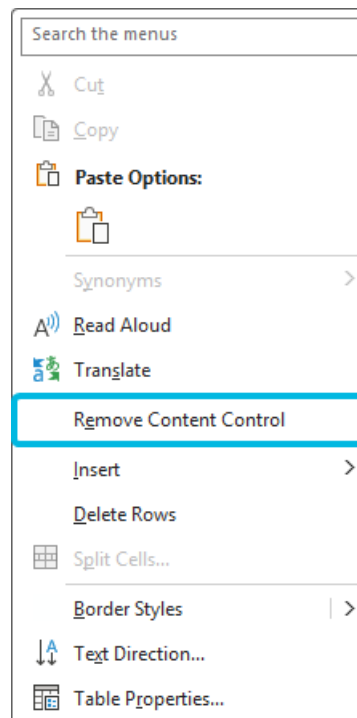 Search the menus
Cut
Copy
Paste Options:
Synonyms
Read Aloud
Translate
Remove Content Control
Insert
Delete Rows
Split Cells...
Border Styles
Text Direction...
Table Properties...